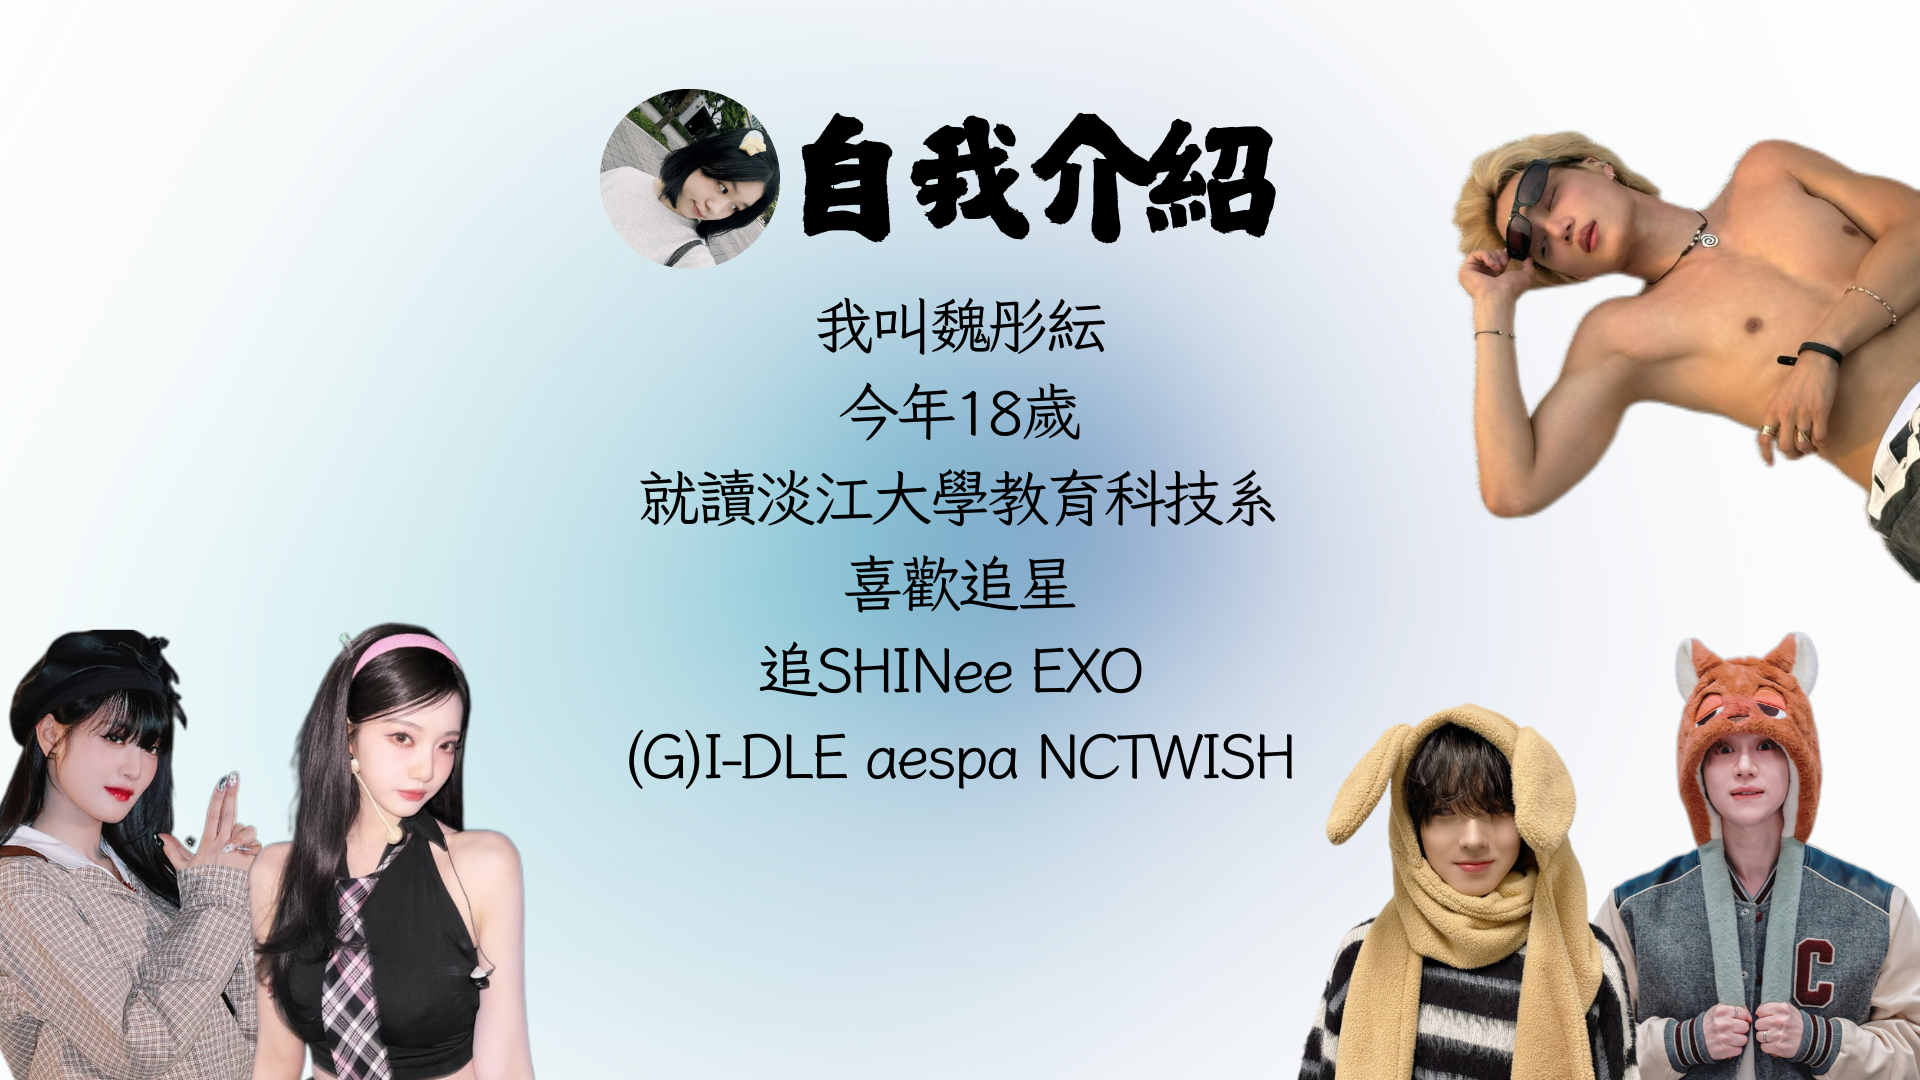 自我介紹
我叫魏彤紜
今年18歲
就讀淡江大學教育科技系
喜歡追星
追SHINee EXO
(G)I-DLE aespa NCTWISH
C